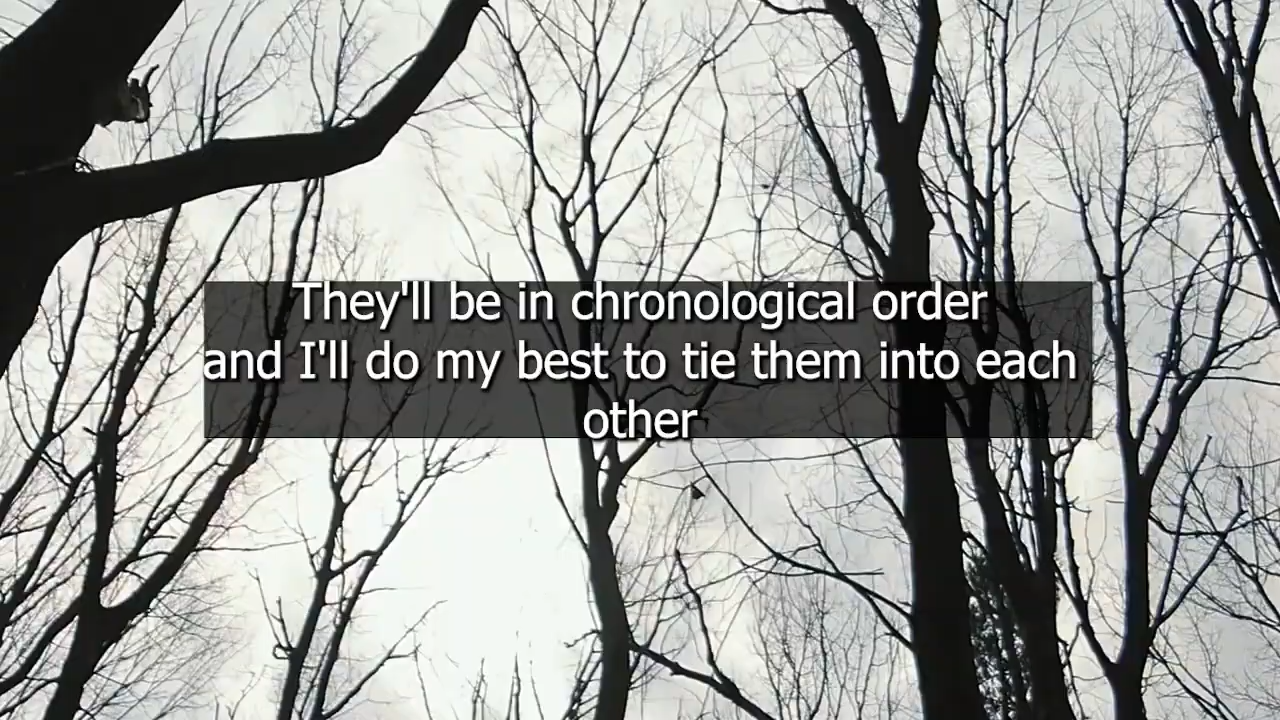 They'll be in chronological order
and I'll do my best to tie them into each
other